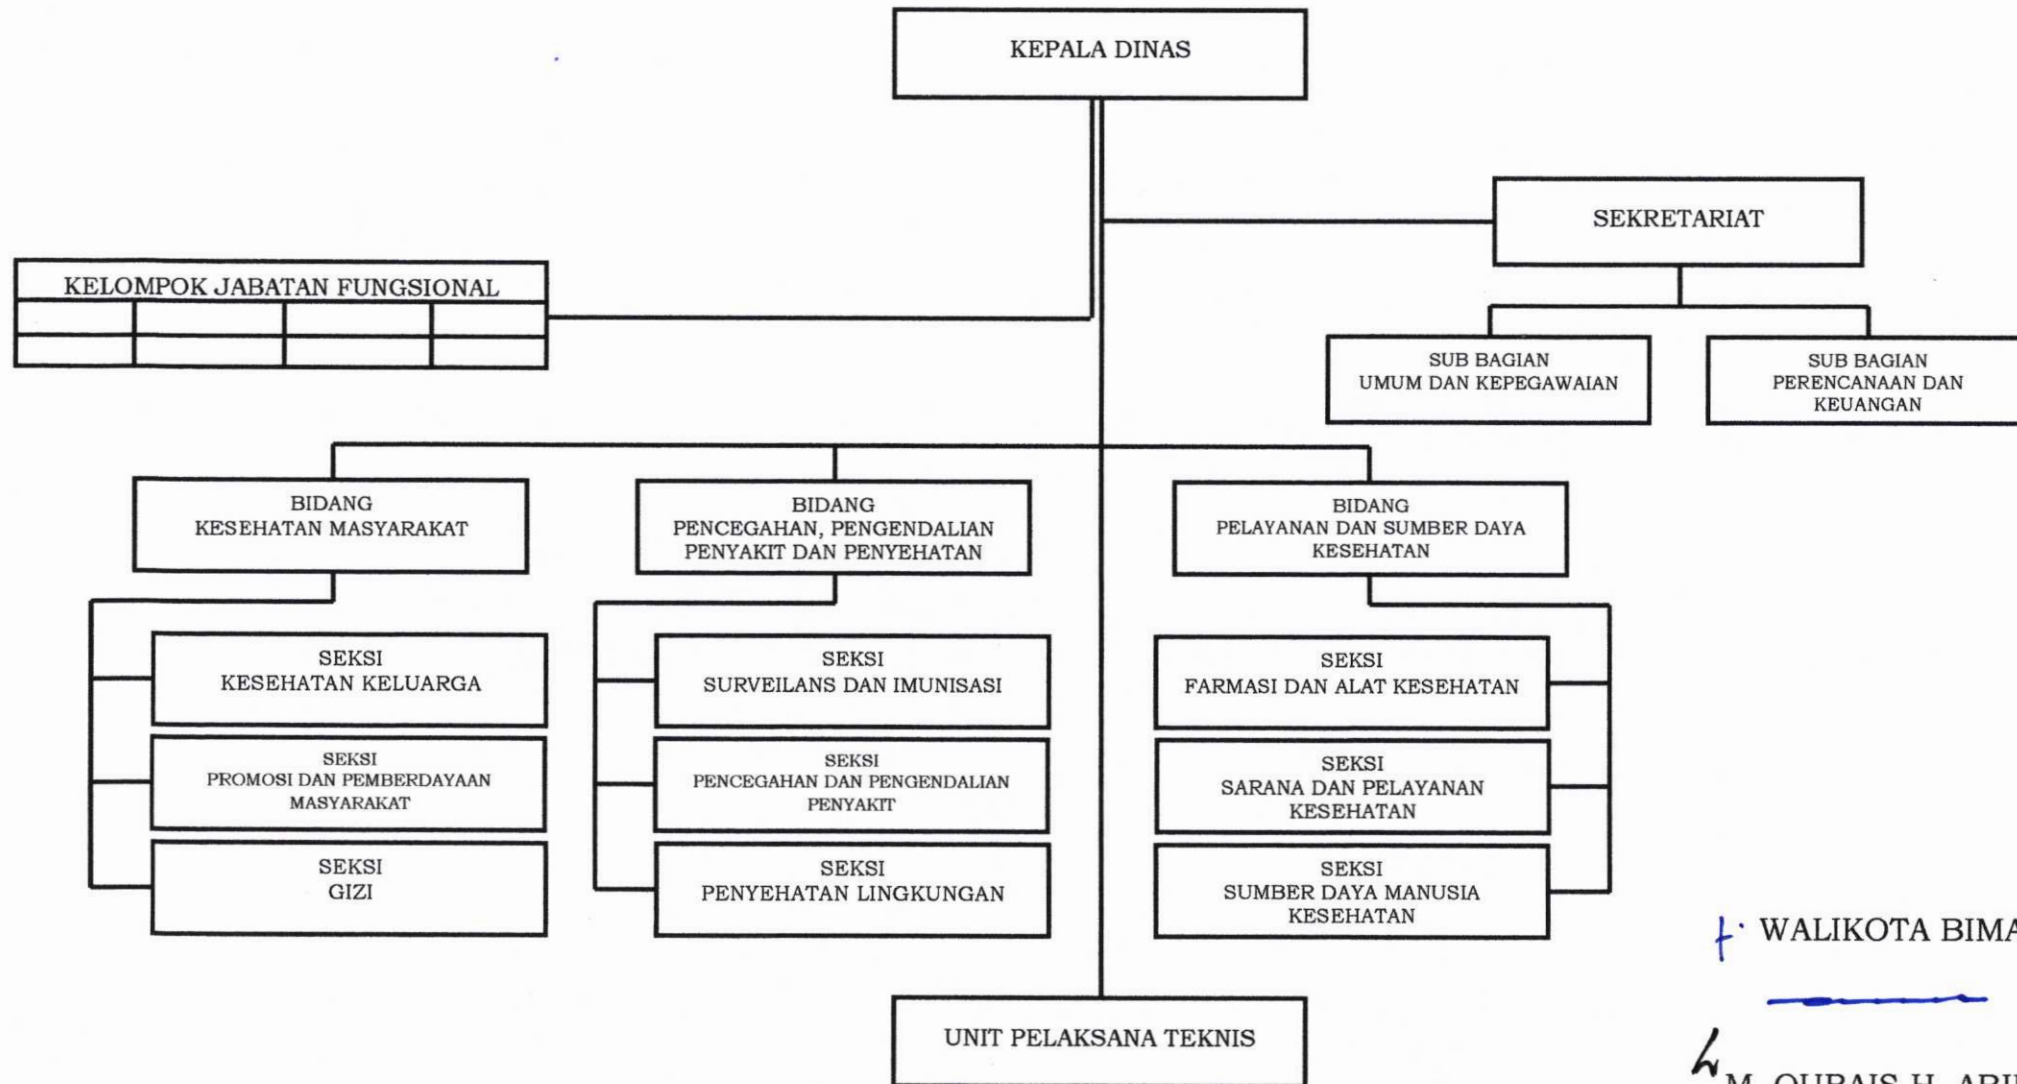 KEPALA DINAS
SEKRETARIAT
KELOMPOK JABATAN FUNGSIONAL
SUB BAGIAN
UMUM DAN KEPEGAWAIAN
SUB BAGIAN
PERENCANAAN DAN
KEUANGAN
BIDANG
KESEHATAN MASYARAKAT
BIDANG
PENCEGAHAN, PENGENDALIAN
PENYAKIT DAN PENYEHATAN
BIDANG
PELAYANAN DAN SUMBER DAYA
KESEHATAN
SEKSI
KESEHATAN KELUARGA
SEKSI
PROMOSI DAN PEMBERDAYAAN
MASYARAKAT
SEKSI
GIZI
SEKSI
SURVEILANS DAN IMUNISASI
SEKSI
PENCEGAHAN DAN PENGENDALIAN
PENYAKIT
SEKSI
PENYEHATAN LINGKUNGAN
SEKSI
FARMASI DAN ALAT KESEHATAN
SEKSI
SARANA DAN PELAYANAN
KESEHATAN
SEKSI
SUMBER DAYA MANUSIA
KESEHATAN
WALIKOTA BIMA
UNIT PELAKSANA TEKNIS
M. QURAIS H.